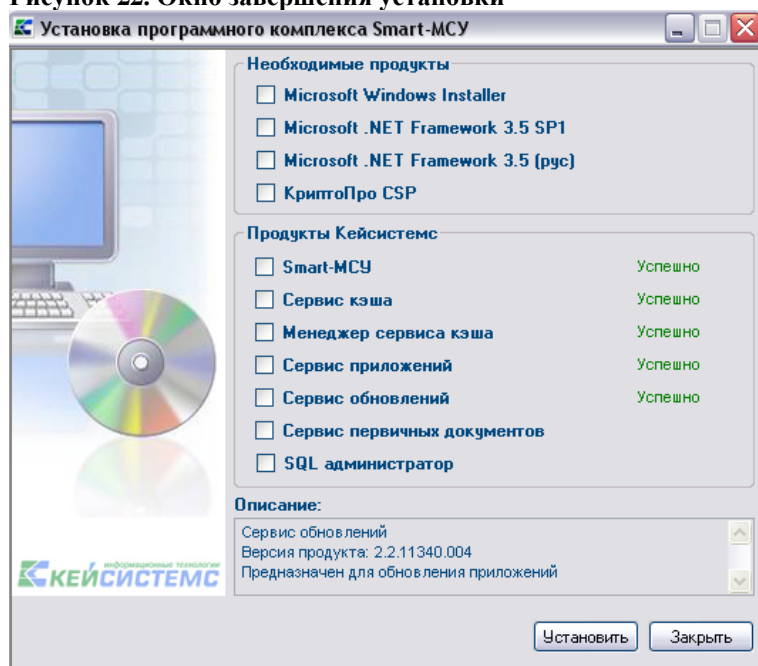 Рисунок 22. Окно завершения установки
Установка программного комплекса Smart-МСУ
Необходимые продукты
Microsoft Windows Installer
Microsoft .NET Framework 3.5 SP1
Microsoft .NET Framework 3.5 (рус)
КриптоПро CSP
Продукты Кейсистемс
Smart-МСУ Успешно
Сервис кэша Успешно
Менеджер сервиса кэша Успешно
Сервис приложений Успешно
Сервис обновлений Успешно
Сервис первичных документов
SQL администратор
Описание:
Сервис обновлений
Версия продукта: 2.2.11340.004
Предназначен для обновления приложений
информационные технологии
КЕЙСИСТЕМС
Установить Закрыть